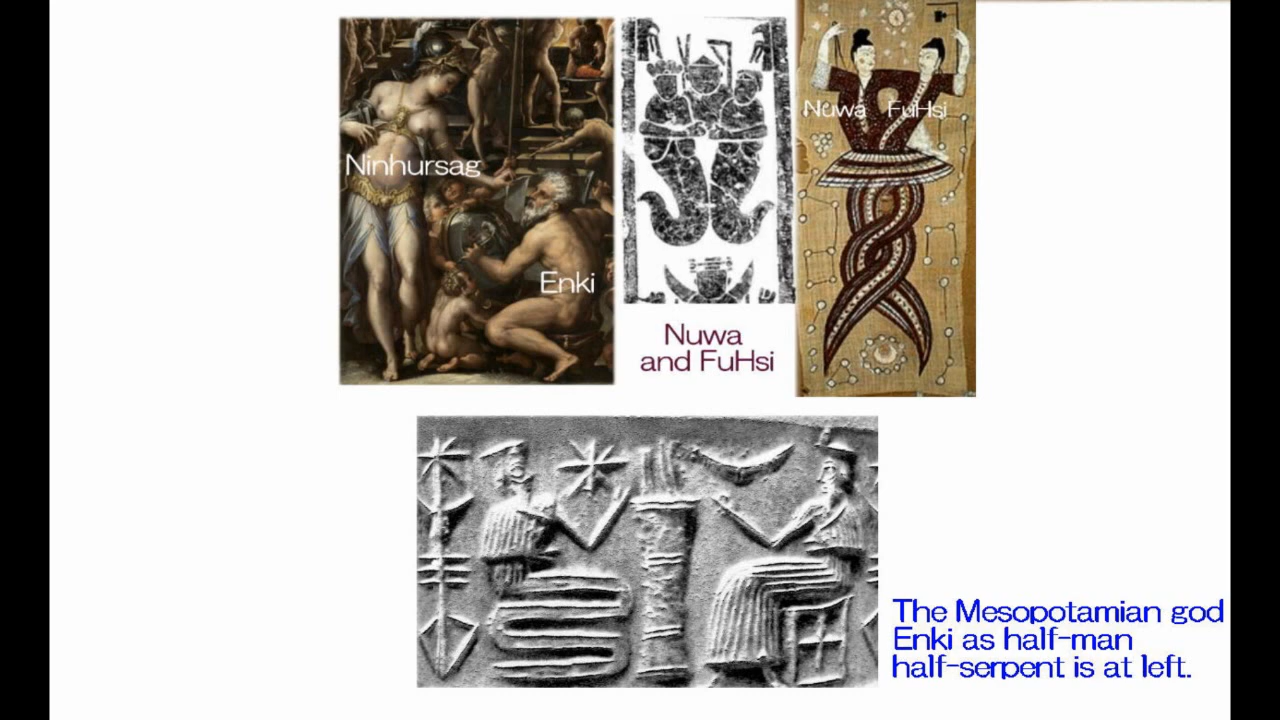 Ninhursag
Enki
Nuwa FuHsi
Nuwa
and FuHsi
The Mesopotamian god
Enki as half-man
half-serpent is at left.